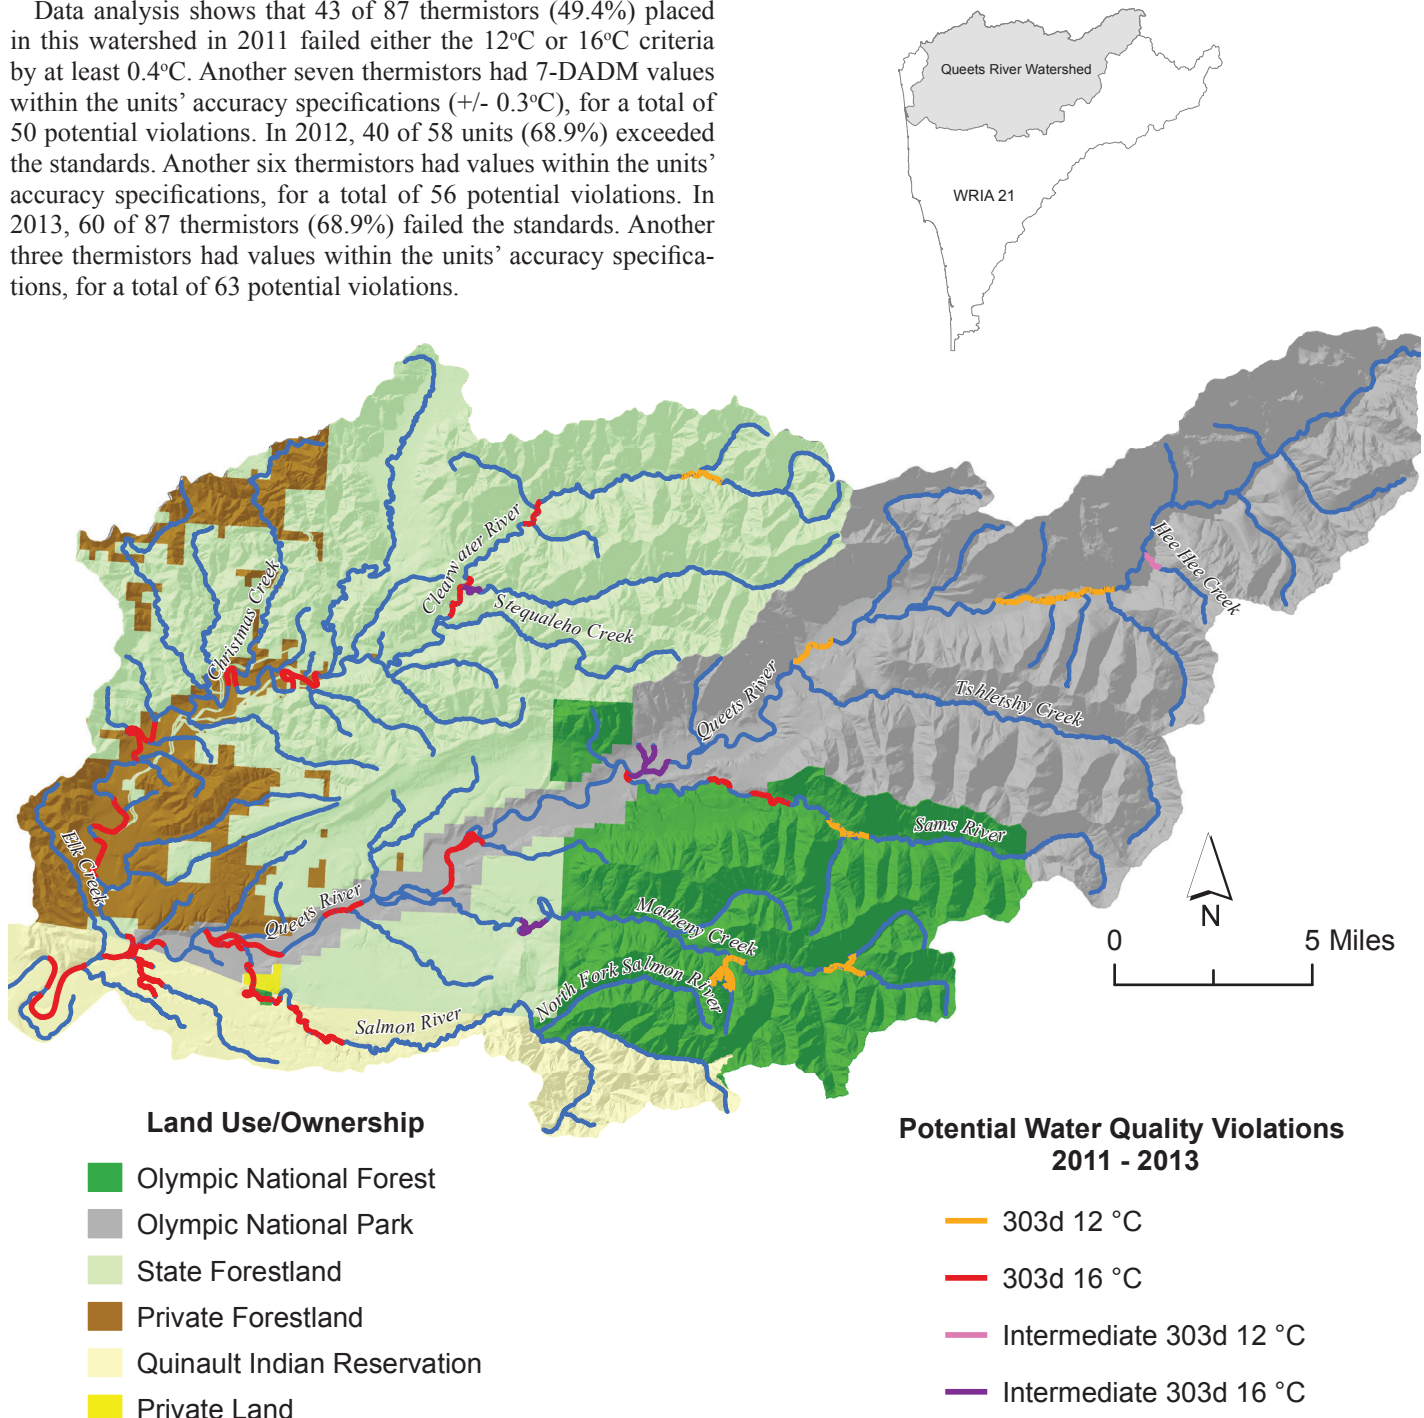 Data analysis shows that 43 of 87 thermistors (49.4%) placed
in this watershed in 2011 failed either the 12°C or 16°C criteria
by at least 0.4°C. Another seven thermistors had 7-DADM values
within the units' accuracy specifications (+/- 0.3°C), for a total of
50 potential violations. In 2012, 40 of 58 units (68.9%) exceeded
the standards. Another six thermistors had values within the units'
accuracy specifications, for a total of 56 potential violations. In
2013, 60 of 87 thermistors (68.9%) failed the standards. Another
three thermistors had values within the units' accuracy specifica-
tions, for a total of 63 potential violations.
Queets River Watershed
WRIA 21
Clearwater River
Christmas Creek
Stequaleho Creek
Hee Hee Creek
Queets River
Tshletshy Creek
Sams River
Elk Creek
Queets River
Matheny Creek
North Fork Salmon River
Salmon River
N
0 5 Miles
Land Use/Ownership
Olympic National Forest
Olympic National Park
State Forestland
Private Forestland
Quinault Indian Reservation
Private Land
Potential Water Quality Violations
2011 - 2013
303d 12 °C
303d 16 °C
Intermediate 303d 12 °C
Intermediate 303d 16 °C